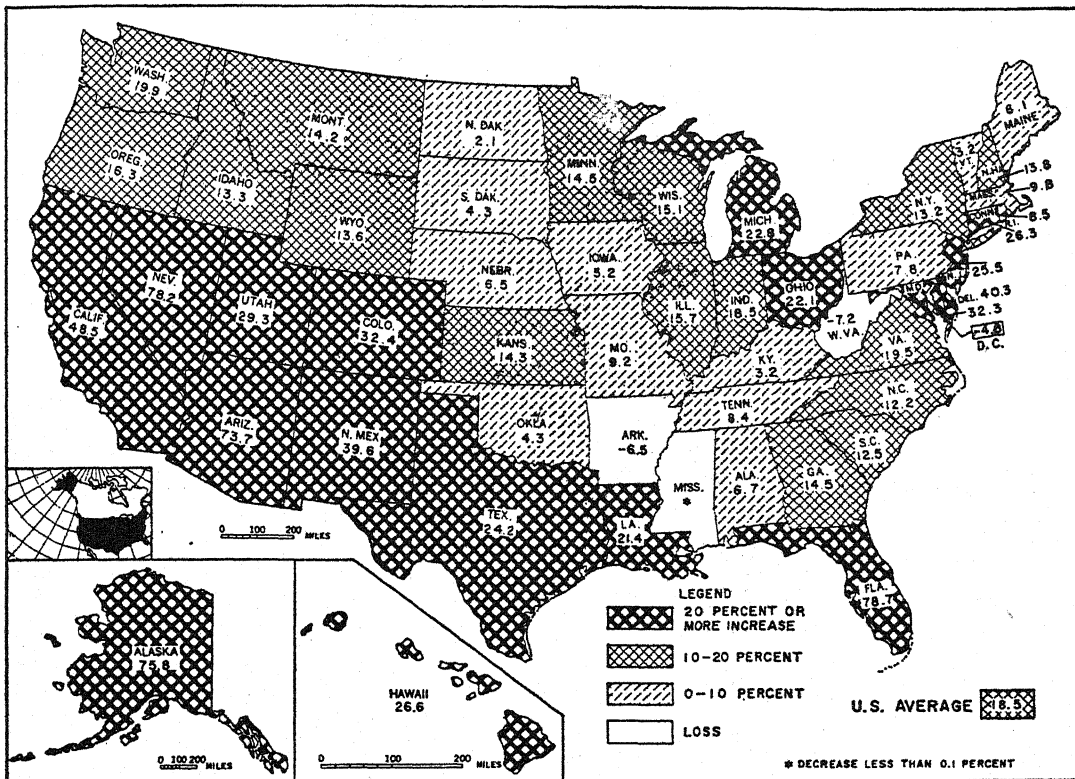 WASH.
19.9
MONT.
14.2
N. DAK.
2.1
MINN.
14.5
OREG.
16.3
IDAHO
13.3
WYO
13.6
S. DAK.
4.3
WIS.
15.1
MICH
22.8
MAINE
3.2
VT.
N.H.
13.8
MASS.
9.8
CONN.
R.I.
8.5
26.3
N.Y.
13.2
PA.
7.8
25.5
MD.
DEL. 40.3
32.3
D. C.
NEV.
78.2
UTAH
29.3
COLO.
32.4
CALIF
48.5
NEBR.
6.5
IOWA.
5.2
ILL.
15.7
IND.
18.5
OHIO
22.1
-7.2
W.VA.
VA.
19.5
KANS.
14.3
MO.
9.2
KY.
3.2
N.C.
12.2
TENN.
8.4
S.C.
12.5
ARIZ.
73.7
N. MEX
39.6
OKLA
4.3
ARK.
-6.5
MISS.
*
ALA.
6.7
GA.
14.5
TEX.
24.2
LA.
21.4
FLA.
78.7
0 100 200 MILES
ALASKA
75.8
0 100 200 MILES
HAWAII
26.6
0 100 200 MILES
LEGEND
20 PERCENT OR
MORE INCREASE
10-20 PERCENT
0-10 PERCENT
LOSS
U.S. AVERAGE 18.5
* DECREASE LESS THAN 0.1 PERCENT